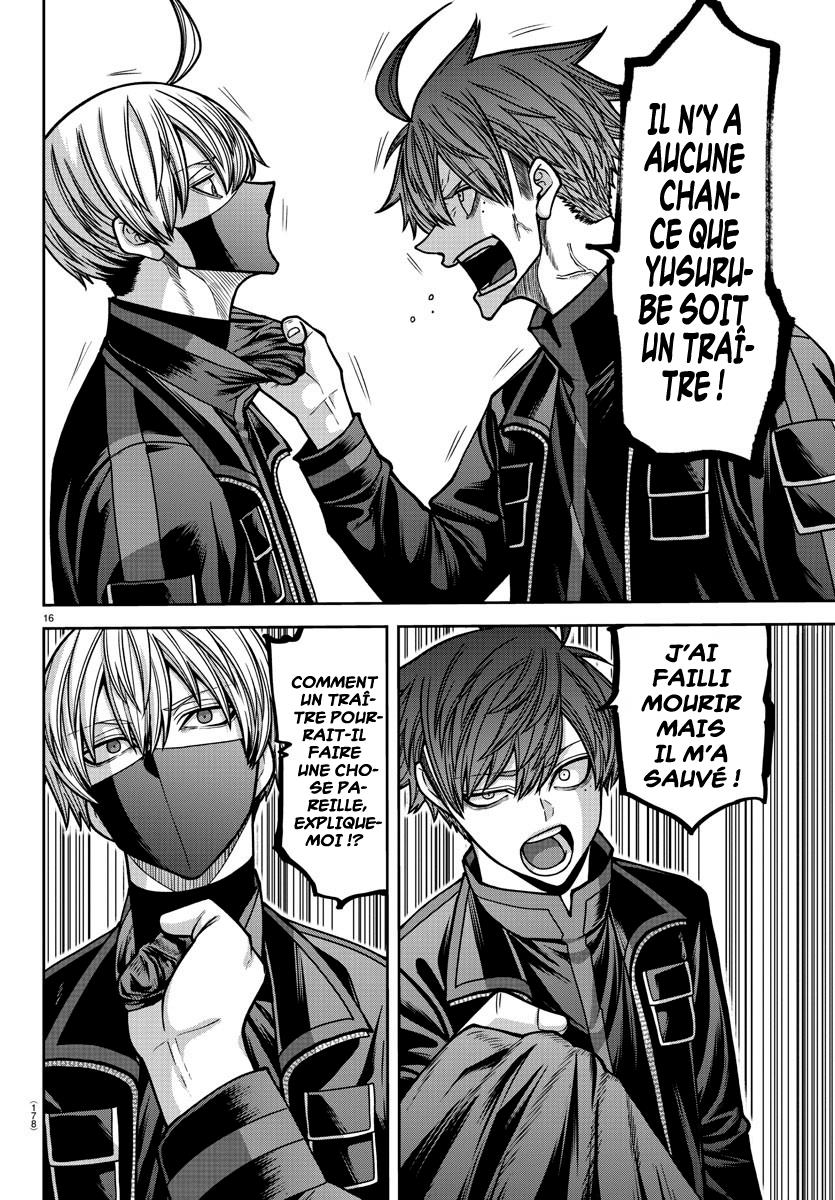 IL N'Y A
AUCUNE
CHAN-
CE QUE
YUSURU-
BE SOIT
UN TRAÎ-
TRE !
16
J'AI
FAILLI
MOURIR
MAIS
IL M'A
SAUVÉ !
COMMENT
UN TRAÎ-
TRE POUR-
RAIT-IL
FAIRE
UNE CHO-
SE PA-
REILLE,
EXPLIQUE-
MOI !?
(178)